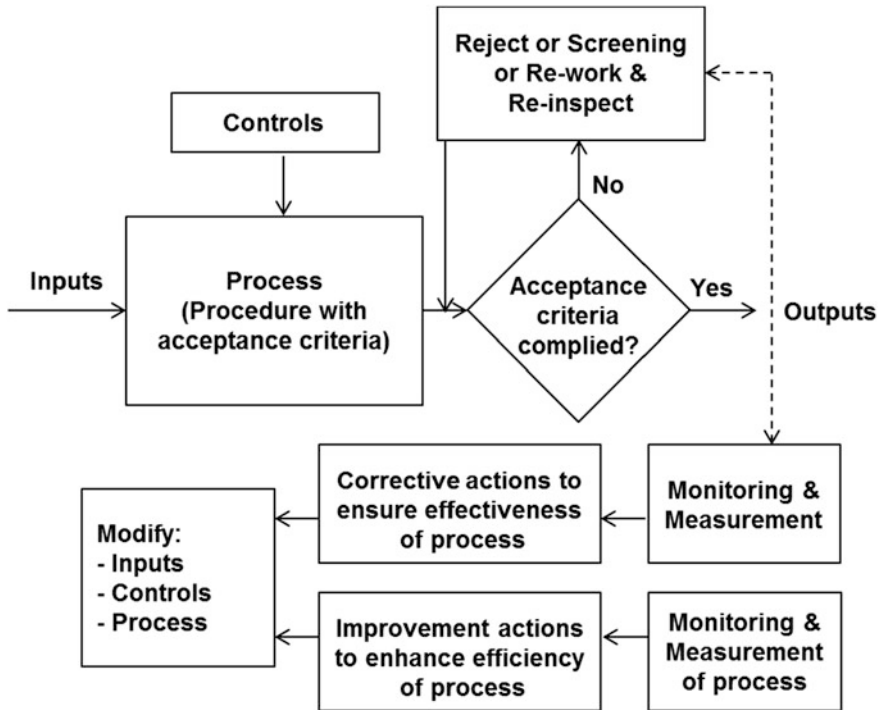 Reject or Screening
or Re-work &
Re-inspect
Controls
No
Inputs
Process
(Procedure with
acceptance criteria)
Acceptance
criteria
complied?
Yes
Outputs
Corrective actions to
ensure effectiveness
of process
Monitoring &
Measurement
Modify:
- Inputs
- Controls
- Process
Improvement actions
to enhance efficiency
of process
Monitoring &
Measurement
of process